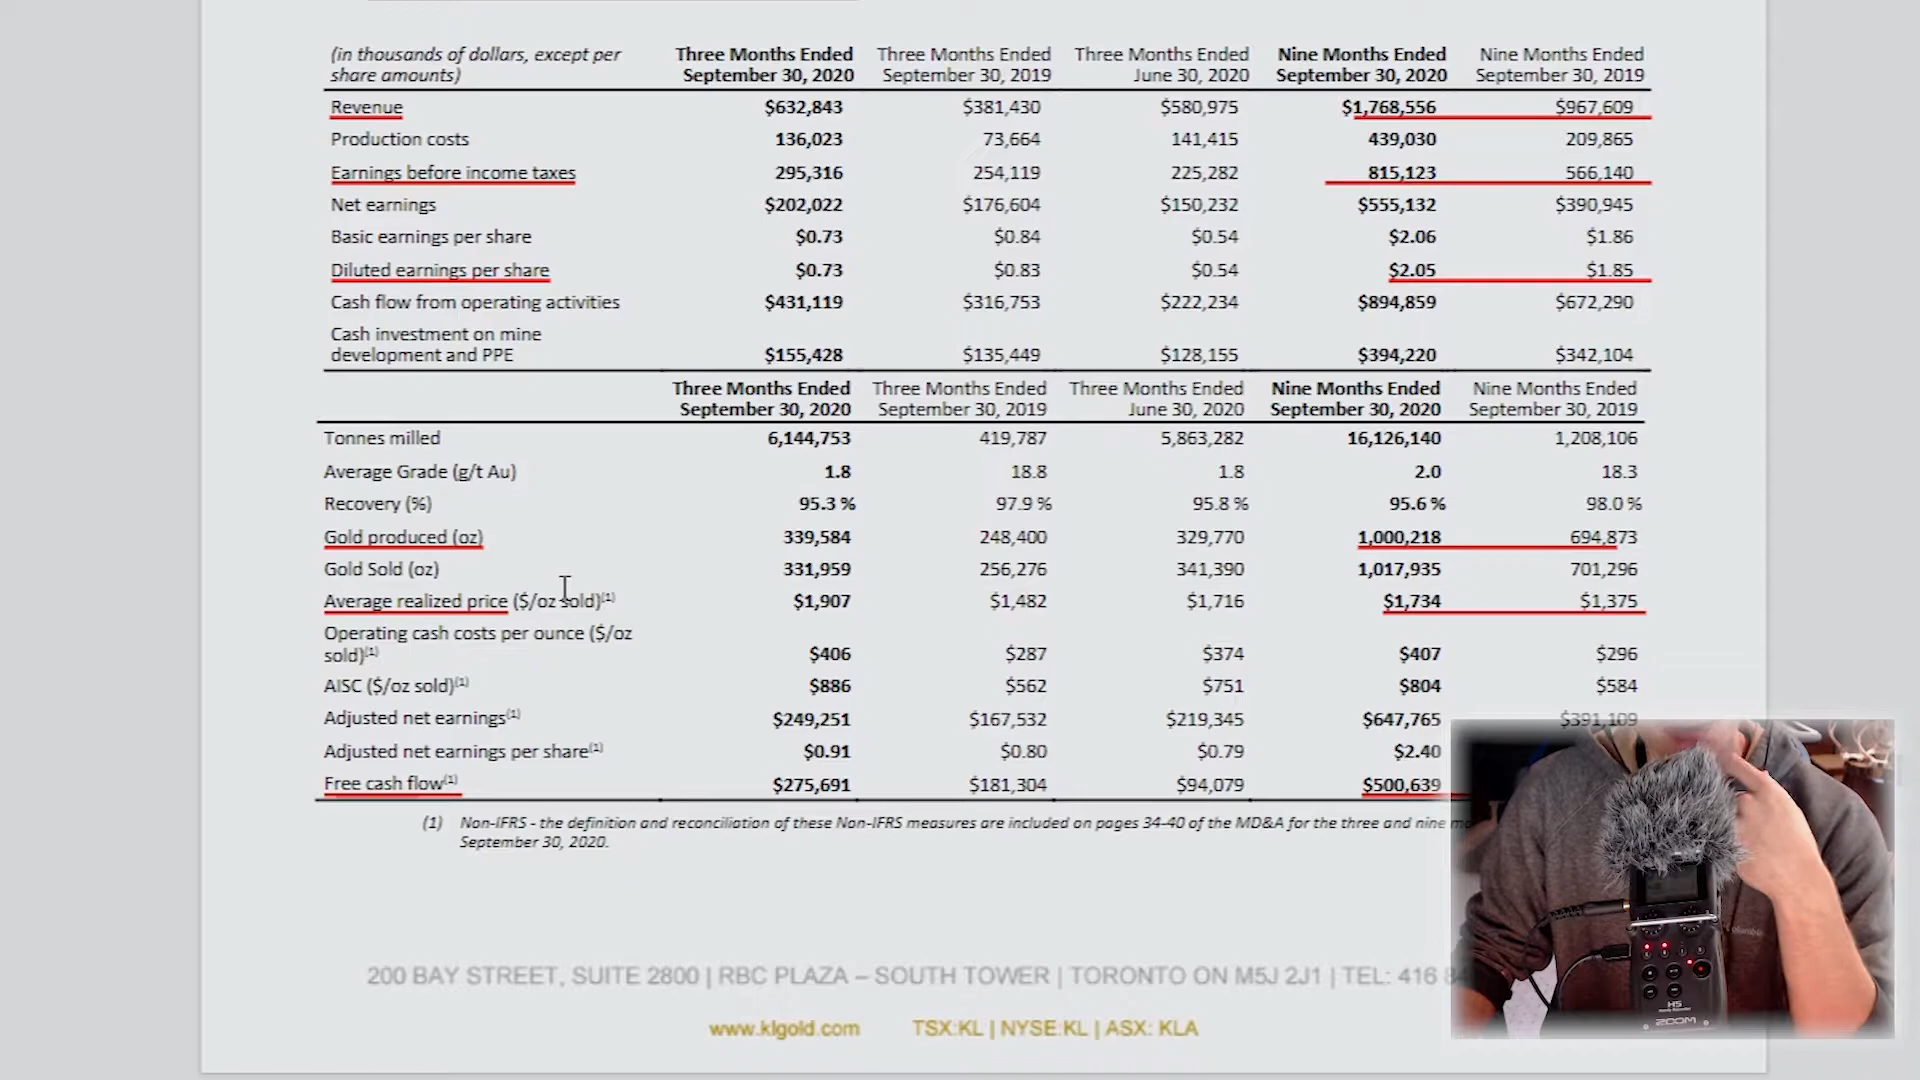 (in thousands of dollars, except per share amounts) Three Months Ended September 30, 2020 Three Months Ended September 30, 2019 Three Months Ended June 30, 2020 Nine Months Ended September 30, 2020 Nine Months Ended September 30, 2019
Revenue $632,843 $381,430 $580,975 $1,768,556 $967,609
Production costs 136,023 73,664 141,415 439,030 209,865
Earnings before income taxes 295,316 254,119 225,282 815,123 566,140
Net earnings $202,022 $176,604 $150,232 $555,132 $390,945
Basic earnings per share $0.73 $0.84 $0.54 $2.06 $1.86
Diluted earnings per share $0.73 $0.83 $0.54 $2.05 $1.85
Cash flow from operating activities $431,119 $316,753 $222,234 $894,859 $672,290
Cash investment on mine
development and PPE $155,428 $135,449 $128,155 $394,220 $342,104
Three Months Ended September 30, 2020 Three Months Ended September 30, 2019 Three Months Ended June 30, 2020 Nine Months Ended September 30, 2020 Nine Months Ended September 30, 2019
Tonnes milled 6,144,753 419,787 5,863,282 16,126,140 1,208,106
Average Grade (g/t Au) 1.8 18.8 1.8 2.0 18.3
Recovery (%) 95.3 % 97.9 % 95.8 % 95.6 % 98.0 %
Gold produced (oz) 339,584 248,400 329,770 1,000,218 694,873
Gold Sold (oz) 331,959 256,276 341,390 1,017,935 701,296
Average realized price ($/oz sold)(1) $1,907 $1,482 $1,716 $1,734 $1,375
Operating cash costs per ounce ($/oz
sold)(1) $406 $287 $374 $407 $296
AISC ($/oz sold)(1) $886 $562 $751 $804 $584
Adjusted net earnings(1) $249,251 $167,532 $219,345 $647,765 $391,109
Adjusted net earnings per share(1) $0.91 $0.80 $0.79 $2.40
Free cash flow(1) $275,691 $181,304 $94,079 $500,639
(1) Non-IFRS - the definition and reconciliation of these Non-IFRS measures are included on pages 34-40 of the MD&A for the three and nine
September 30, 2020.
200 BAY STREET, SUITE 2800 | RBC PLAZA – SOUTH TOWER | TORONTO ON M5J 2J1 | TEL: 416
www.klgold.com TSX:KL | NYSE:KL | ASX: KLA
Columbia
H5
ZOOM